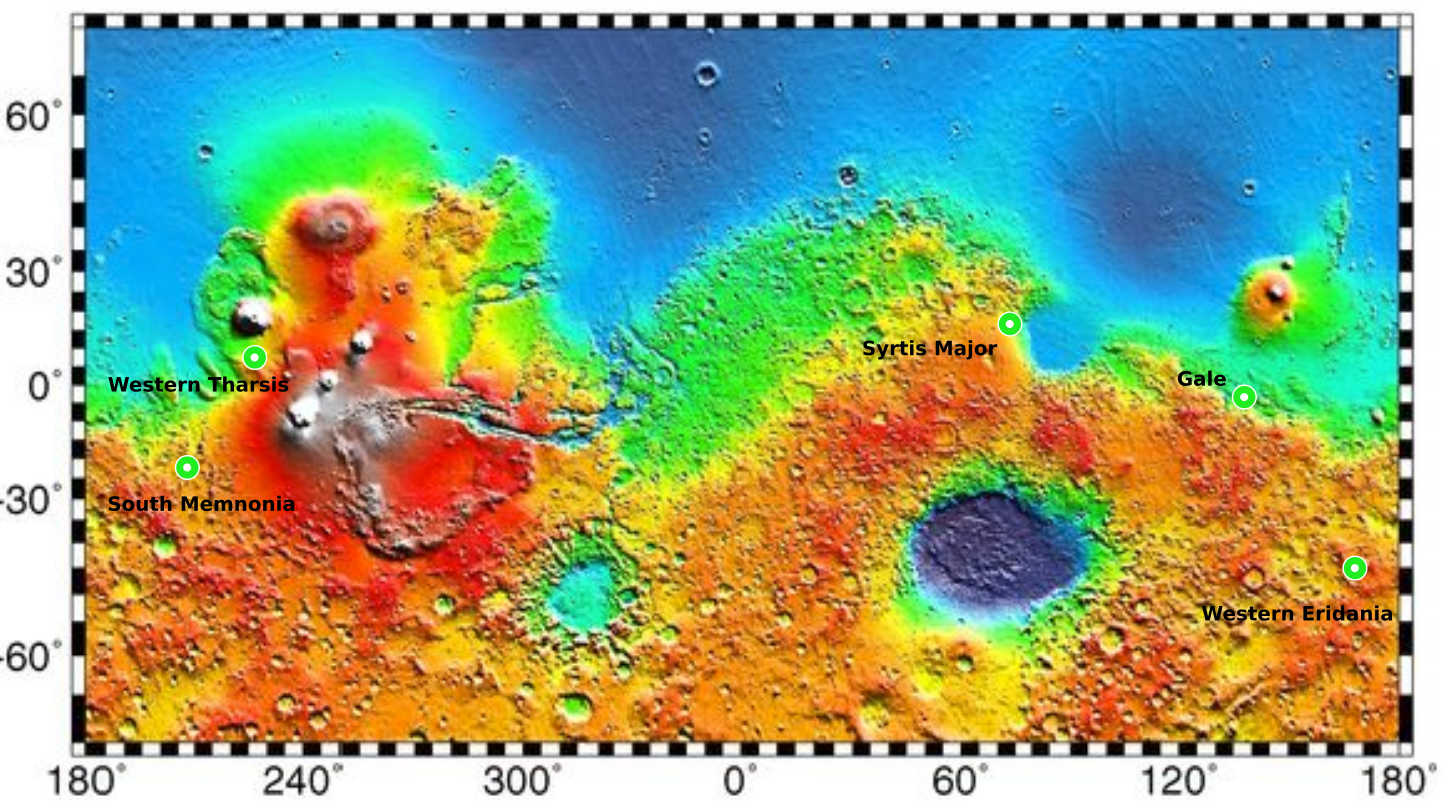 60°
30°
Syrtis Major
Gale
0°
Western Tharsis
South Memnonia
-30°
Western Eridania
-60°
180° 240° 300° 0° 60° 120° 180°